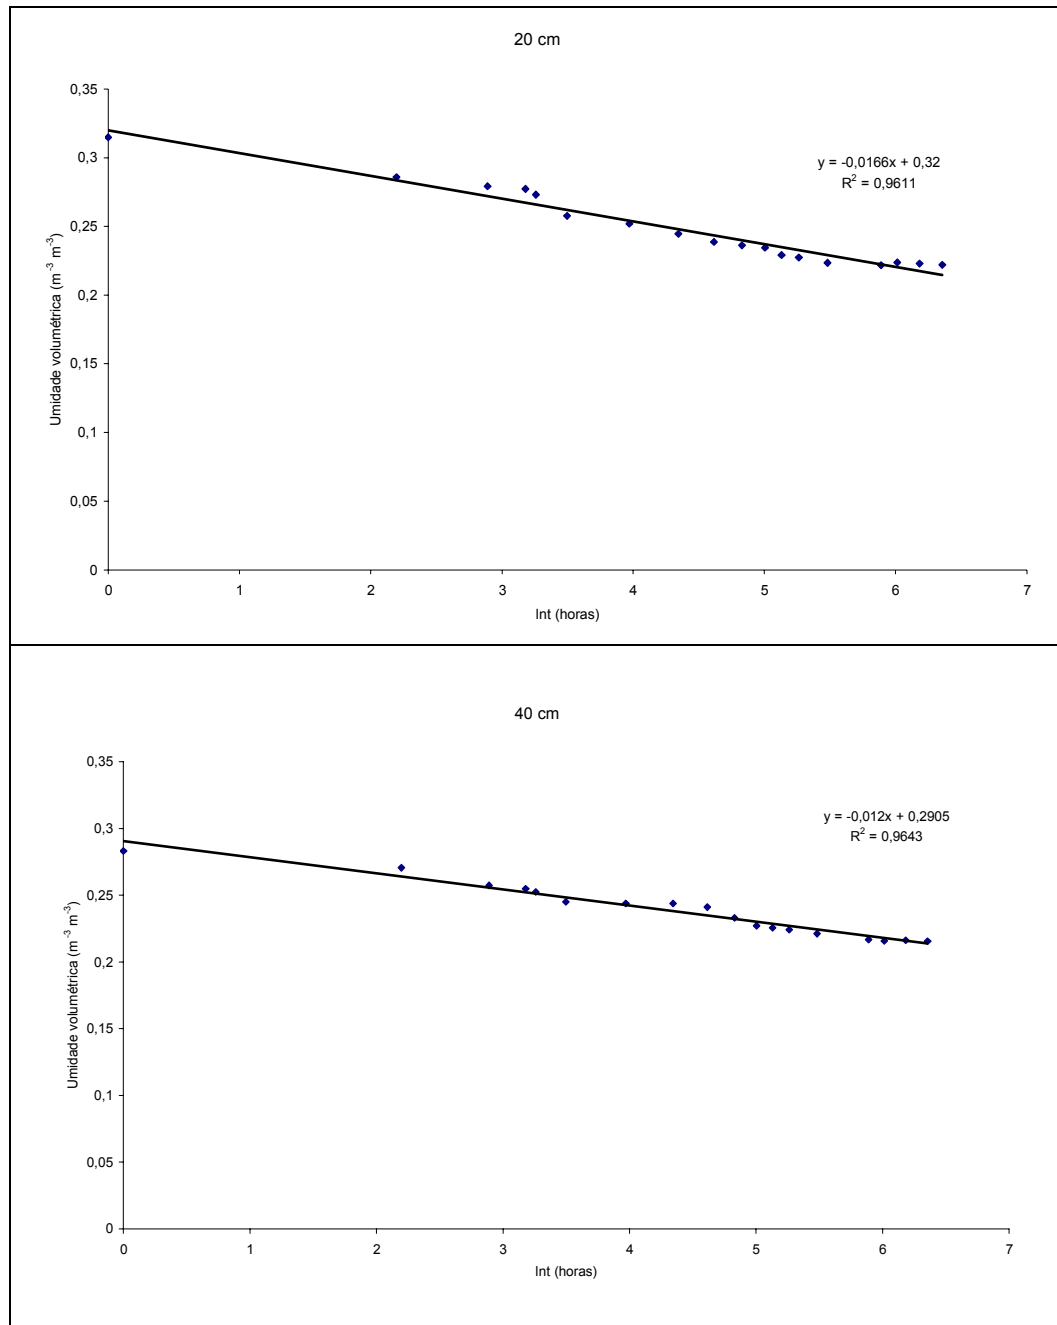 20 cm
0,35
0,3
0,25
0,2
0,15
0,1
0,05
0
0 1 2 3 4 5 6 7
Umidade volumétrica (m⁻³ m⁻³)
lnt (horas)
y = -0,0166x + 0,32
R² = 0,9611
40 cm
0,35
0,3
0,25
0,2
0,15
0,1
0,05
0
0 1 2 3 4 5 6 7
Umidade volumétrica (m⁻³ m⁻³)
lnt (horas)
y = -0,012x + 0,2905
R² = 0,9643